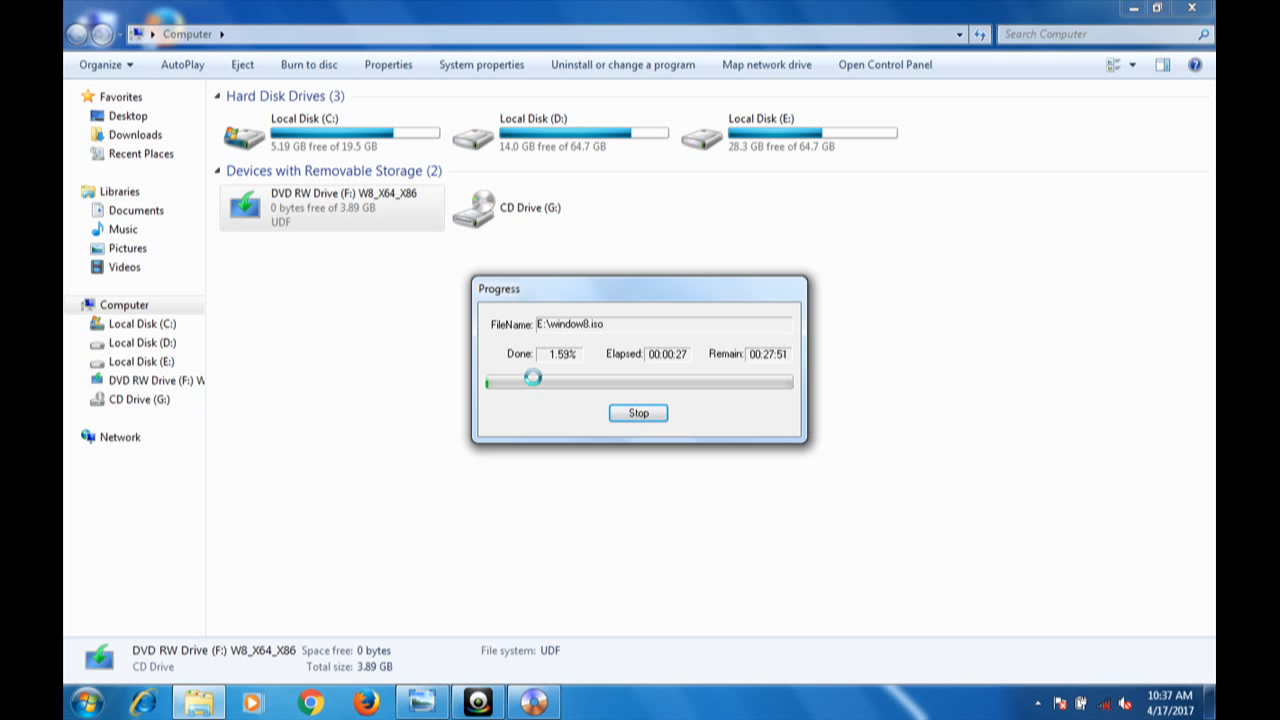 Computer
Search Computer
Organize AutoPlay Eject Burn to disc Properties System properties Uninstall or change a program Map network drive Open Control Panel
Favorites
Desktop
Downloads
Recent Places
Libraries
Documents
Music
Pictures
Videos
Computer
Local Disk (C:)
Local Disk (D:)
Local Disk (E:)
DVD RW Drive (F:) W
CD Drive (G:)
Network
Hard Disk Drives (3)
Local Disk (C:)
5.19 GB free of 19.5 GB
Local Disk (D:)
14.0 GB free of 64.7 GB
Local Disk (E:)
28.3 GB free of 64.7 GB
Devices with Removable Storage (2)
DVD RW Drive (F:) W8_X64_X86
0 bytes free of 3.89 GB
UDF
CD Drive (G:)
Progress
FileName: E:\window8.iso
Done: 1.59% Elapsed: 00:00:27 Remain: 00:27:51
Stop
DVD RW Drive (F:) W8_X64_X86 Space free: 0 bytes File system: UDF
CD Drive Total size: 3.89 GB
10:37 AM
4/17/2017